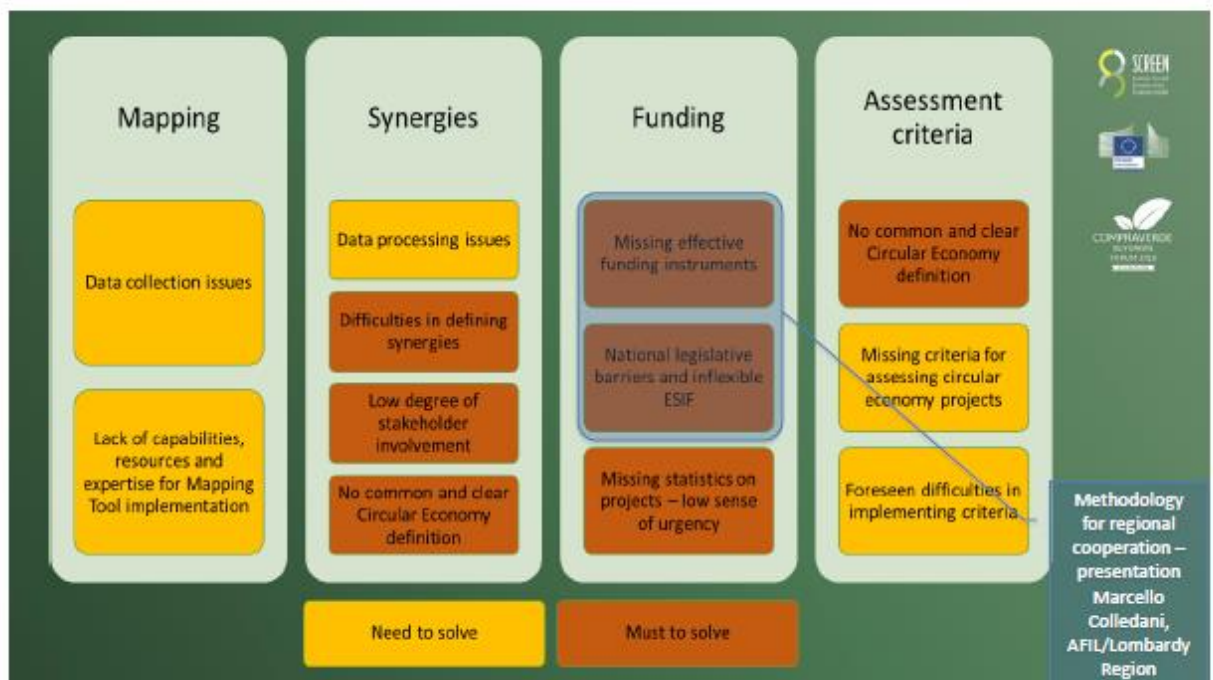 Mapping
Data collection issues
Lack of capabilities,
resources and
expertise for Mapping
Tool implementation
Synergies
Data processing issues
Difficulties in defining
synergies
Low degree of
stakeholder
involvement
No common and clear
Circular Economy
definition
Funding
Missing effective
funding instruments
National legislative
barriers and inflexible
ESIF
Missing statistics on
projects – low sense
of urgency
Assessment
criteria
No common and clear
Circular Economy
definition
Missing criteria for
assessing circular
economy projects
Foreseen difficulties in
implementing criteria
Need to solve
Must to solve
SCREEN
COMPRAVERDE
Methodology
for regional
cooperation –
presentation
Marcello
Colledani,
AFIL/Lombardy
Region